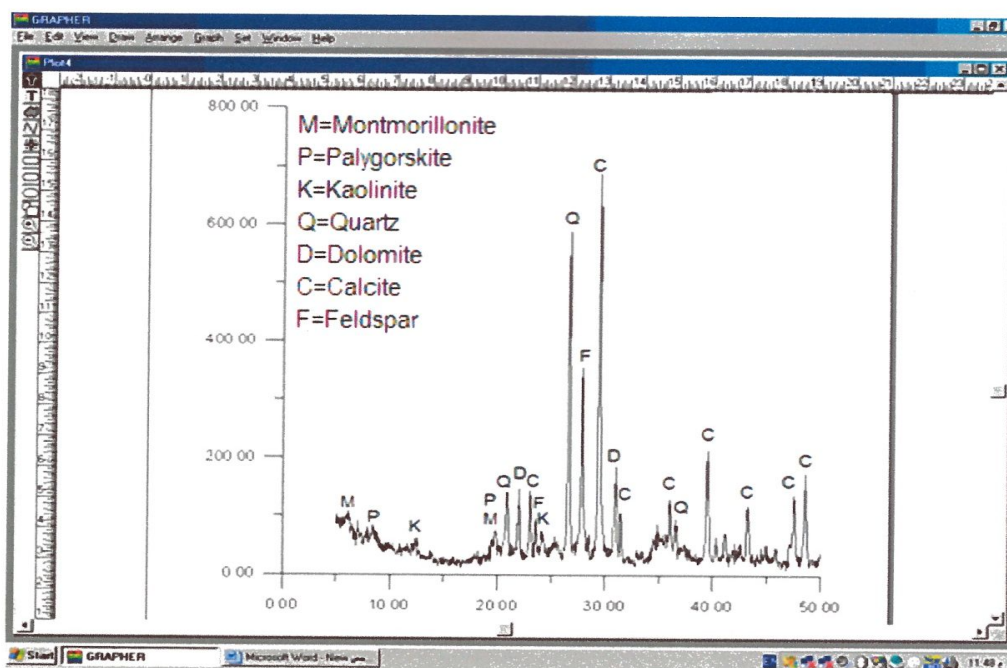 GRAPHER
File Edit View Draw Arrange Graph Set Window Help
Plot4
800.00
600.00
400.00
200.00
0.00
M=Montmorillonite
P=Palygorskite
K=Kaolinite
Q=Quartz
D=Dolomite
C=Calcite
F=Feldspar
C
Q
F
D
C
C
Q
C
C
C
C
M
P
K
P
M
Q
D
C
F
K
0.00 10.00 20.00 30.00 40.00 50.00
Start GRAPHER Microsoft Word - New